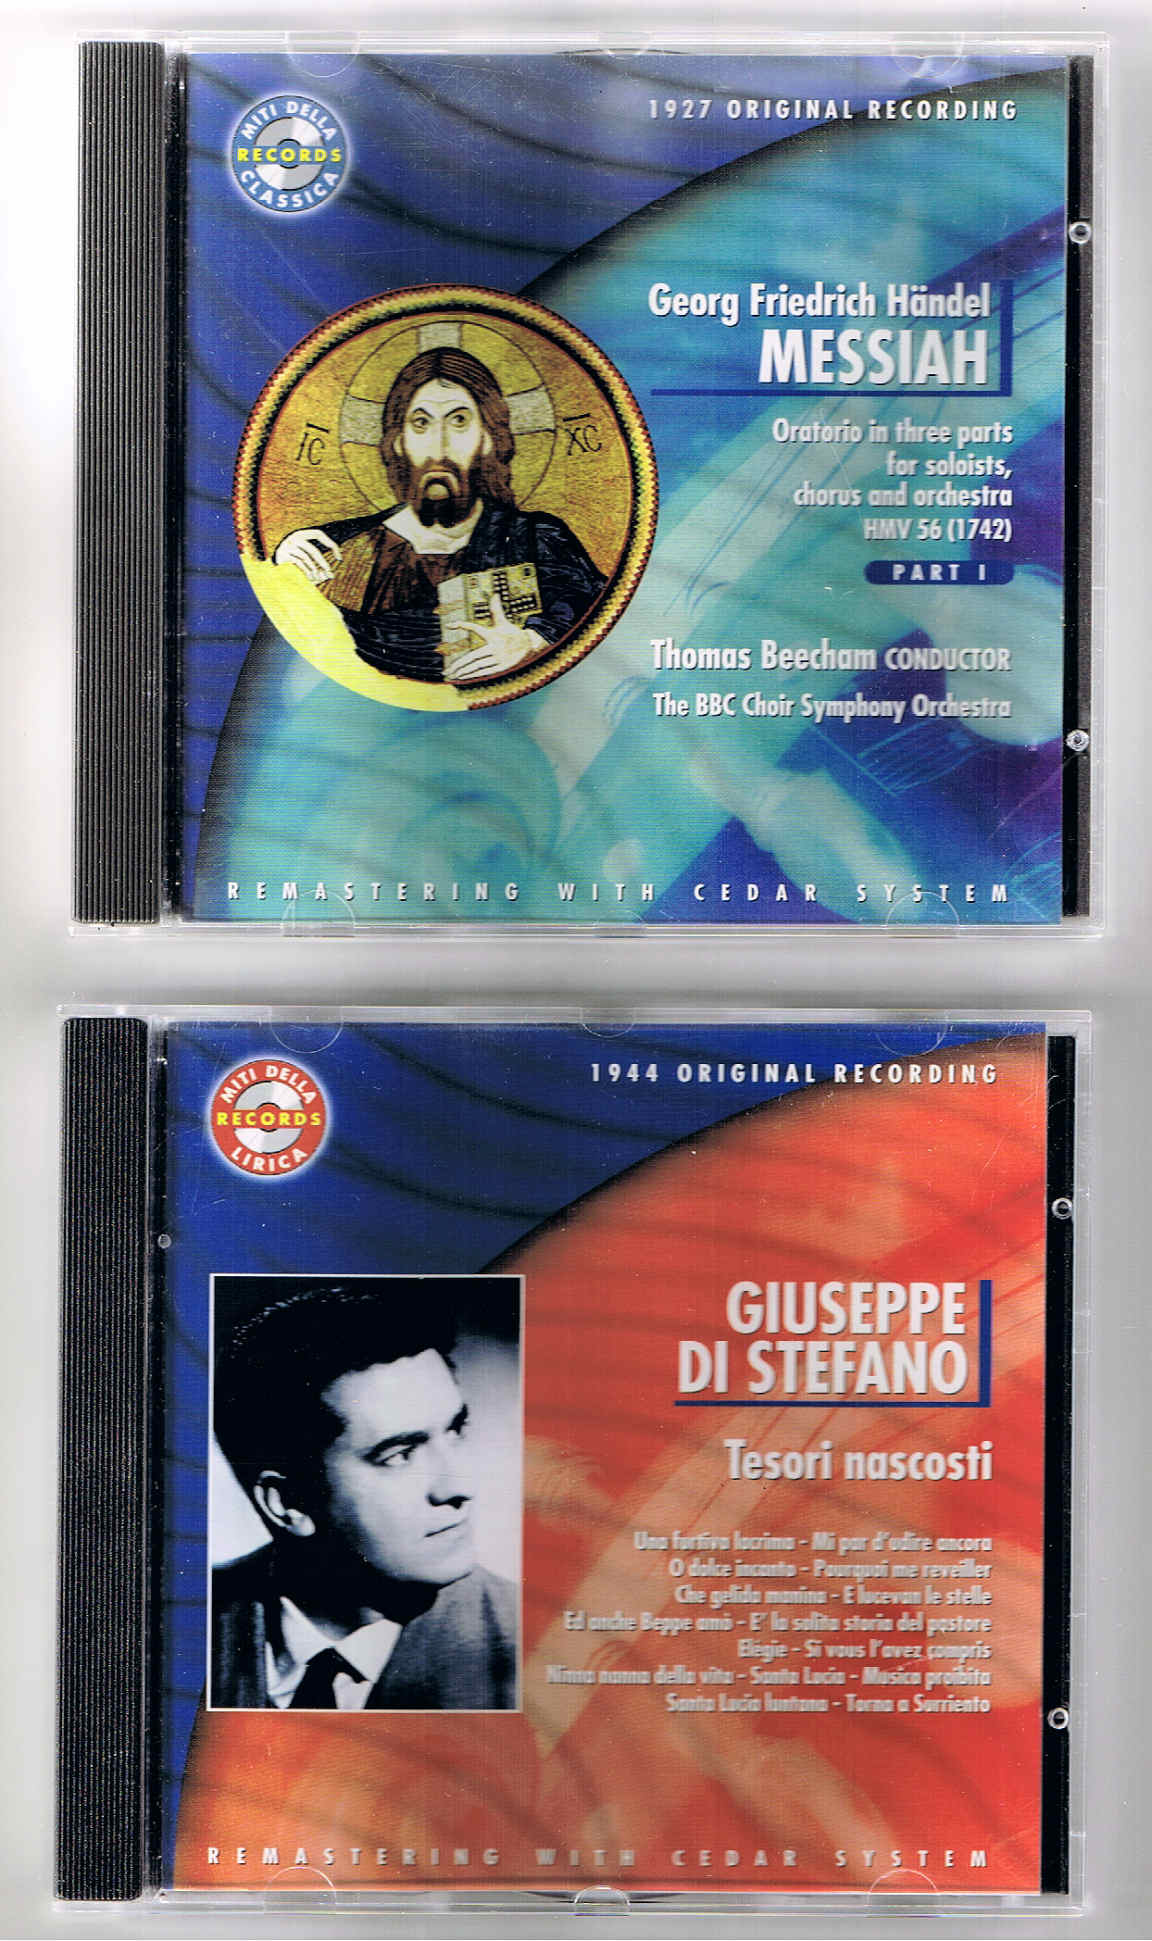 MITI DELLA
RECORDS
CLASSICA
1927 ORIGINAL RECORDING
Georg Friedrich Händel
MESSIAH
IC
XC
Oratorio in three parts
for soloists,
chorus and orchestra
HMV 56 (1742)
PART I
Thomas Beecham CONDUCTOR
The BBC Choir Symphony Orchestra
REMASTERING WITH CEDAR SYSTEM
MITI DELLA
RECORDS
LIRICA
1944 ORIGINAL RECORDING
GIUSEPPE
DI STEFANO
Tesori nascosti
Una furtiva lacrima - Mi par d'udire ancora
O dolce incanto - Pourquoi me reveiller
Che gelida manina - E lucevan le stelle
Ed anche Beppe amò - E' la solita storia del pastore
Elégie - Si vous l'avez compris
Ninna nanna della vita - Santa Lucia - Musica proibita
Santa Lucia luntana - Torna a Surriento
REMASTERING WITH CEDAR SYSTEM